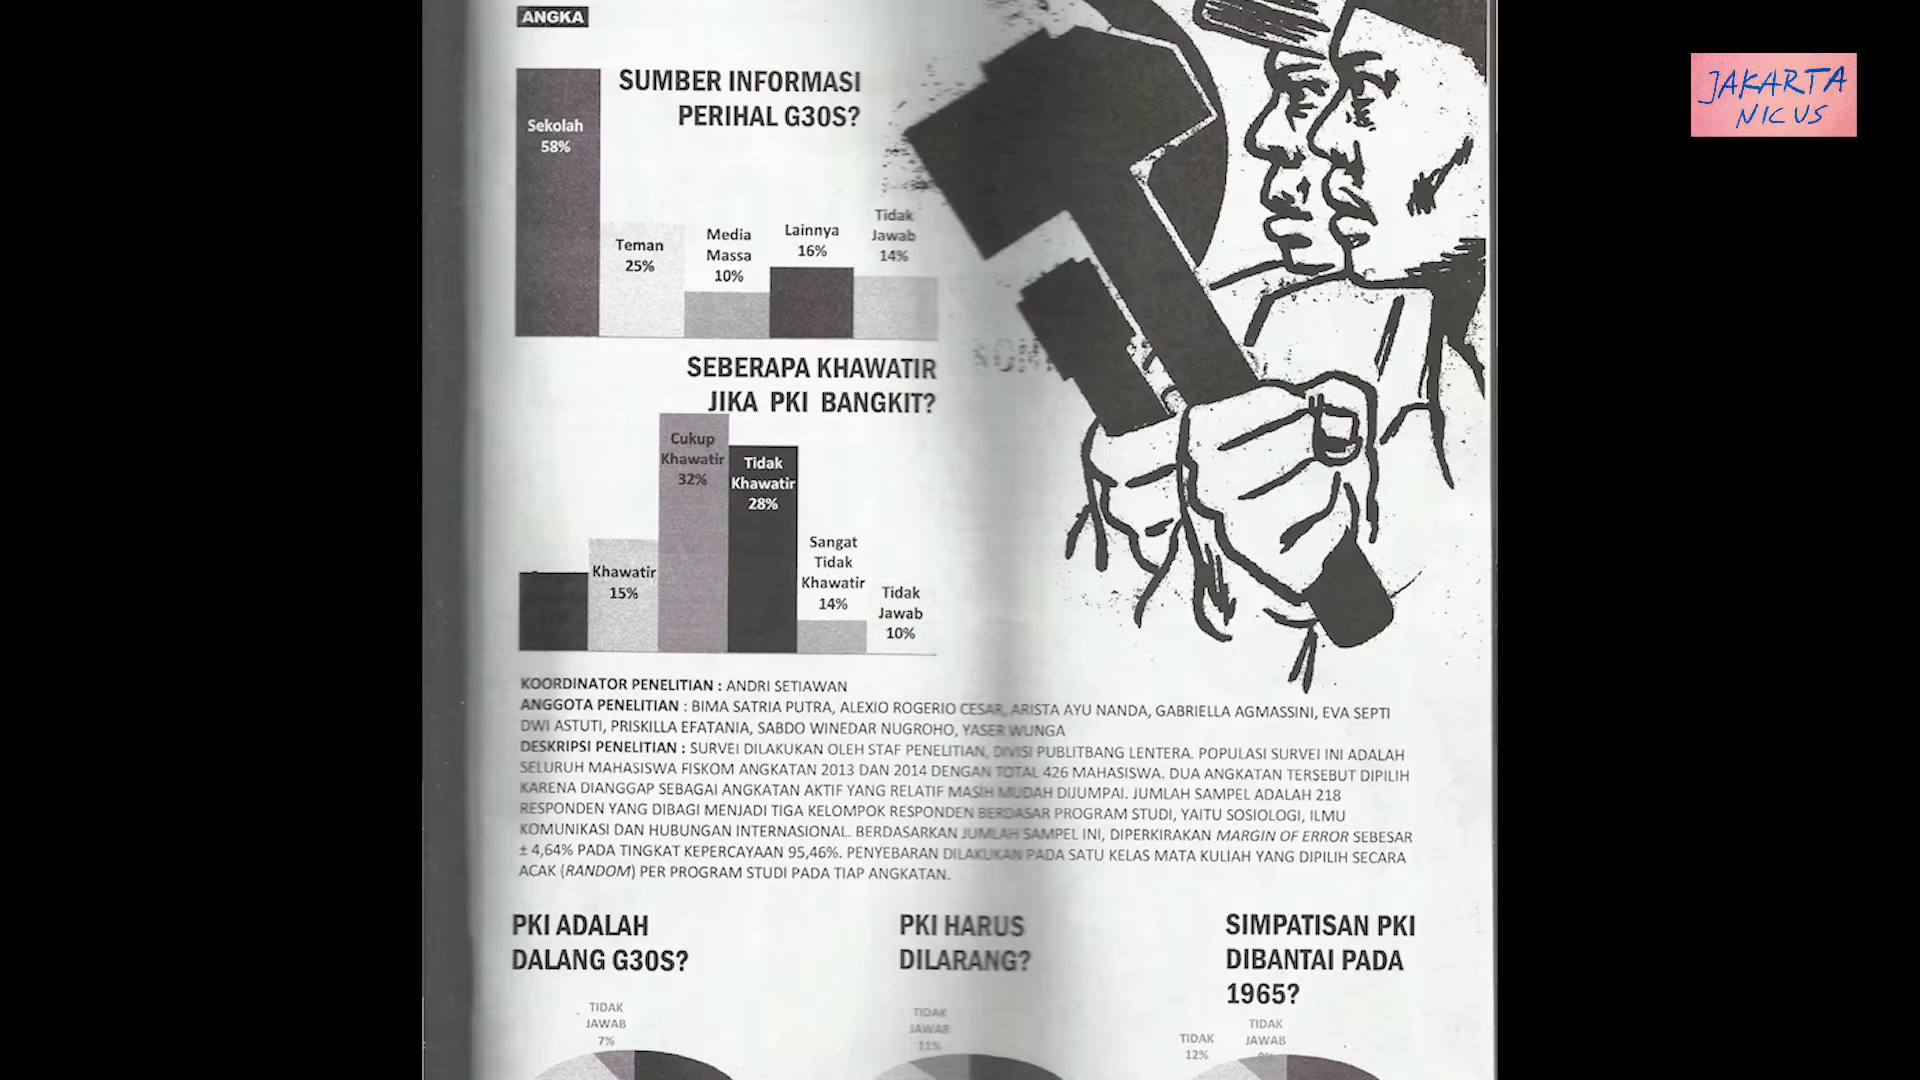 ANGKA
JAKARTA
NICUS
SUMBER INFORMASI
PERIHAL G30S?
Sekolah
58%
Teman
25%
Media
Massa
10%
Lainnya
16%
Tidak
Jawab
14%
SEBERAPA KHAWATIR
JIKA PKI BANGKIT?
Khawatir
15%
Cukup
Khawatir
32%
Tidak
Khawatir
28%
Sangat
Tidak
Khawatir
14%
Tidak
Jawab
10%
KOORDINATOR PENELITIAN : ANDRI SETIAWAN
ANGGOTA PENELITIAN : BIMA SATRIA PUTRA, ALEXIO ROGERIO CESAR, ARISTA AYU NANDA, GABRIELLA AGMASSINI, EVA SEPTI
DWI ASTUTI, PRISKILLA EFATANIA, SABDO WINEDAR NUGROHO, YASER WUNGA
DESKRIPSI PENELITIAN : SURVEI DILAKUKAN OLEH STAF PENELITIAN, DIVISI PUBLITBANG LENTERA. POPULASI SURVEI INI ADALAH
SELURUH MAHASISWA FISKOM ANGKATAN 2013 DAN 2014 DENGAN TOTAL 426 MAHASISWA. DUA ANGKATAN TERSEBUT DIPILIH
KARENA DIANGGAP SEBAGAI ANGKATAN AKTIF YANG RELATIF MASIH MUDAH DIJUMPAI. JUMLAH SAMPEL ADALAH 218
RESPONDEN YANG DIBAGI MENJADI TIGA KELOMPOK RESPONDEN BERDASAR PROGRAM STUDI, YAITU SOSIOLOGI, ILMU
KOMUNIKASI DAN HUBUNGAN INTERNASIONAL. BERDASARKAN JUMLAH SAMPEL INI, DIPERKIRAKAN MARGIN OF ERROR SEBESAR
± 4,64% PADA TINGKAT KEPERCAYAAN 95,46%. PENYEBARAN DILAKUKAN PADA SATU KELAS MATA KULIAH YANG DIPILIH SECARA
ACAK (RANDOM) PER PROGRAM STUDI PADA TIAP ANGKATAN.
PKI ADALAH
DALANG G30S?
TIDAK
JAWAB
7%
PKI HARUS
DILARANG?
TIDAK
JAWAB
11%
SIMPATISAN PKI
DIBANTAI PADA
1965?
TIDAK
12%
TIDAK
JAWAB